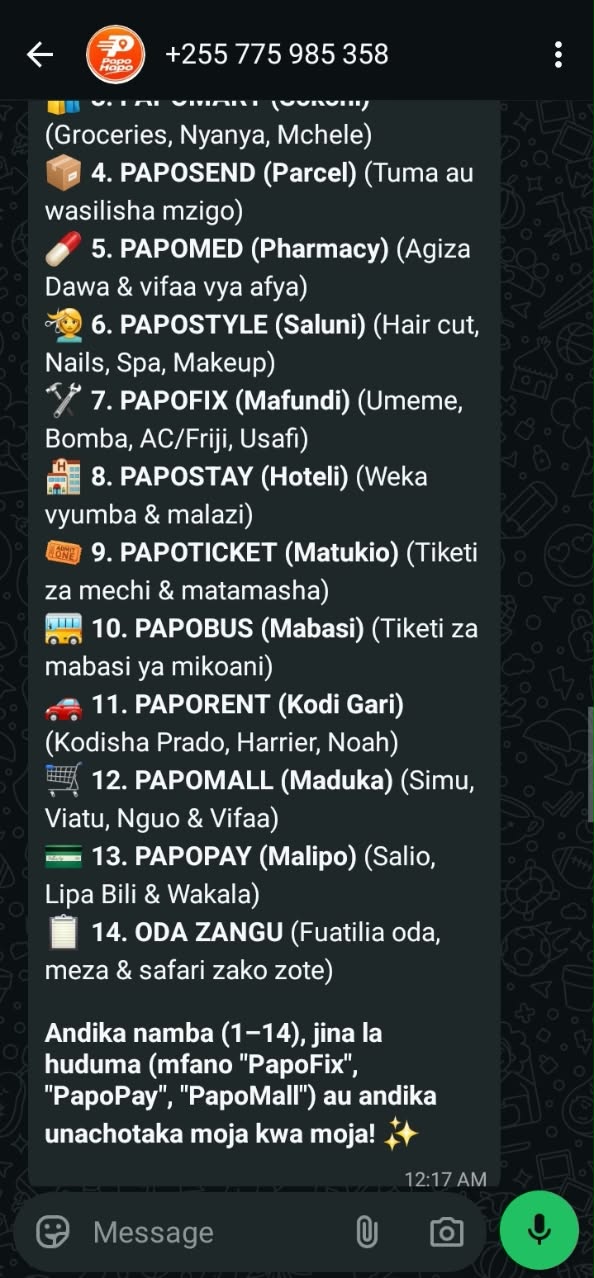 +255 775 985 358
Papo
Hapo
3. PAPOMART (Sokoni)
(Groceries, Nyanya, Mchele)
4. PAPOSEND (Parcel) (Tuma au
wasilisha mzigo)
5. PAPOMED (Pharmacy) (Agiza
Dawa & vifaa vya afya)
6. PAPOSTYLE (Saluni) (Hair cut,
Nails, Spa, Makeup)
7. PAPOFIX (Mafundi) (Umeme,
Bomba, AC/Friji, Usafi)
8. PAPOSTAY (Hoteli) (Weka
vyumba & malazi)
9. PAPOTICKET (Matukio) (Tiketi
za mechi & matamasha)
10. PAPOBUS (Mabasi) (Tiketi za
mabasi ya mikoani)
11. PAPORENT (Kodi Gari)
(Kodisha Prado, Harrier, Noah)
12. PAPOMALL (Maduka) (Simu,
Viatu, Nguo & Vifaa)
13. PAPOPAY (Malipo) (Salio,
Lipa Bili & Wakala)
14. ODA ZANGU (Fuatilia oda,
meza & safari zako zote)
Andika namba (1–14), jina la
huduma (mfano "PapoFix",
"PapoPay", "PapoMall") au andika
unachotaka moja kwa moja! ✨
12:17 AM
Message